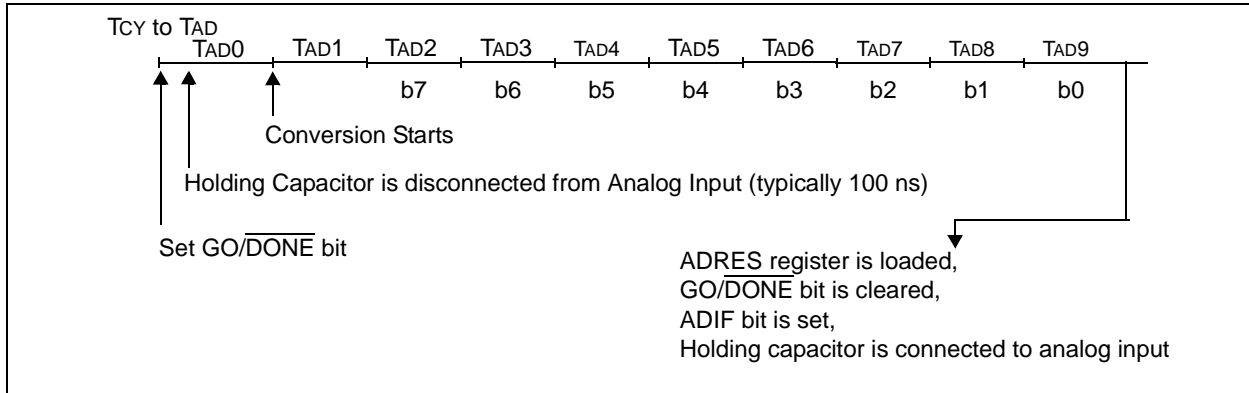 TCY to TAD
TAD0 TAD1 TAD2 TAD3 TAD4 TAD5 TAD6 TAD7 TAD8 TAD9
b7 b6 b5 b4 b3 b2 b1 b0
Conversion Starts
Holding Capacitor is disconnected from Analog Input (typically 100 ns)
Set GO/DONE bit
ADRES register is loaded,
GO/DONE bit is cleared,
ADIF bit is set,
Holding capacitor is connected to analog input